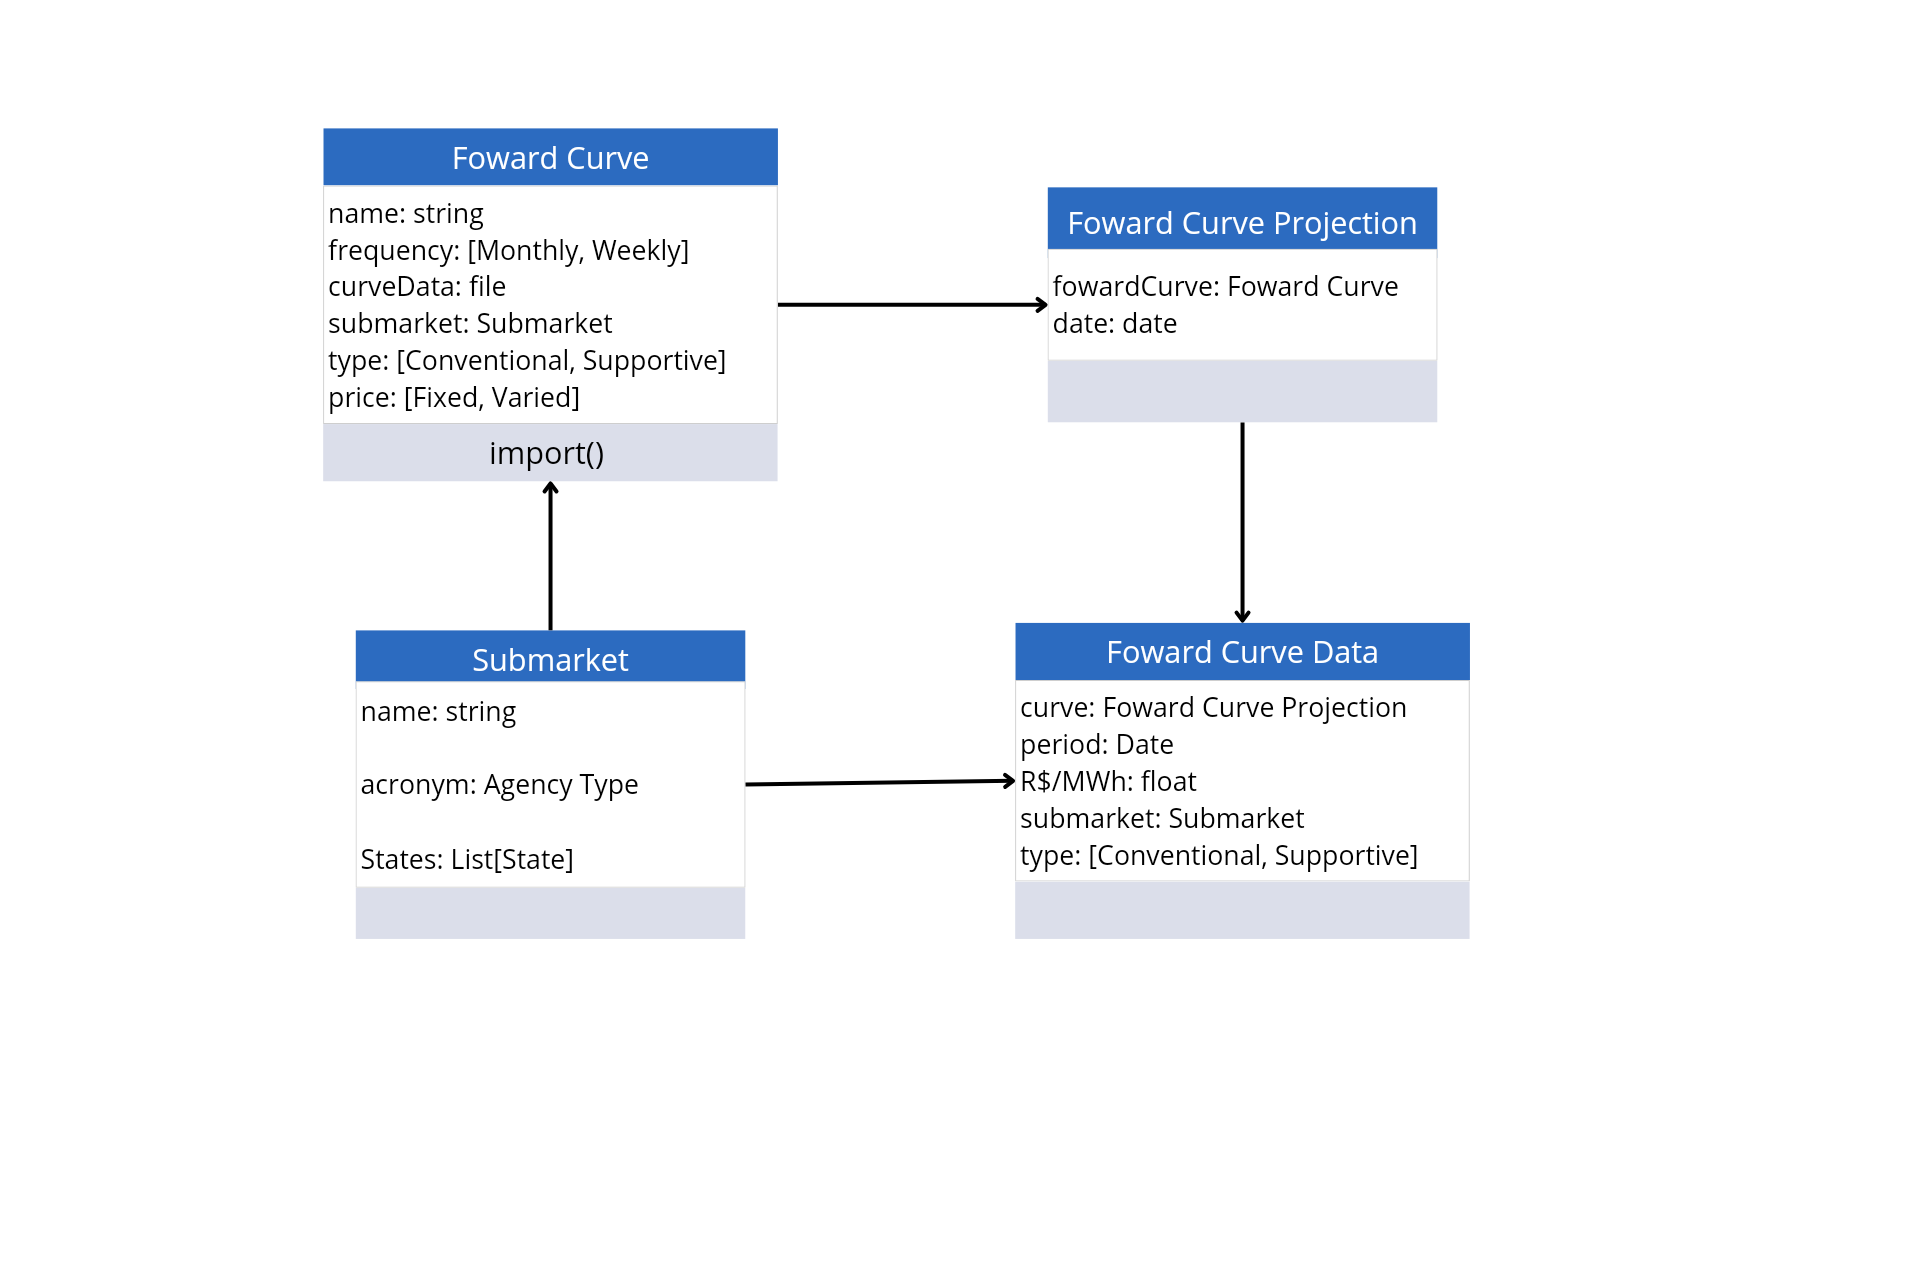 Foward Curve
name: string
frequency: [Monthly, Weekly]
curveData: file
submarket: Submarket
type: [Conventional, Supportive]
price: [Fixed, Varied]
import()
Foward Curve Projection
fowardCurve: Foward Curve
date: date
Submarket
name: string
acronym: Agency Type
States: List[State]
Foward Curve Data
curve: Foward Curve Projection
period: Date
R$/MWh: float
submarket: Submarket
type: [Conventional, Supportive]